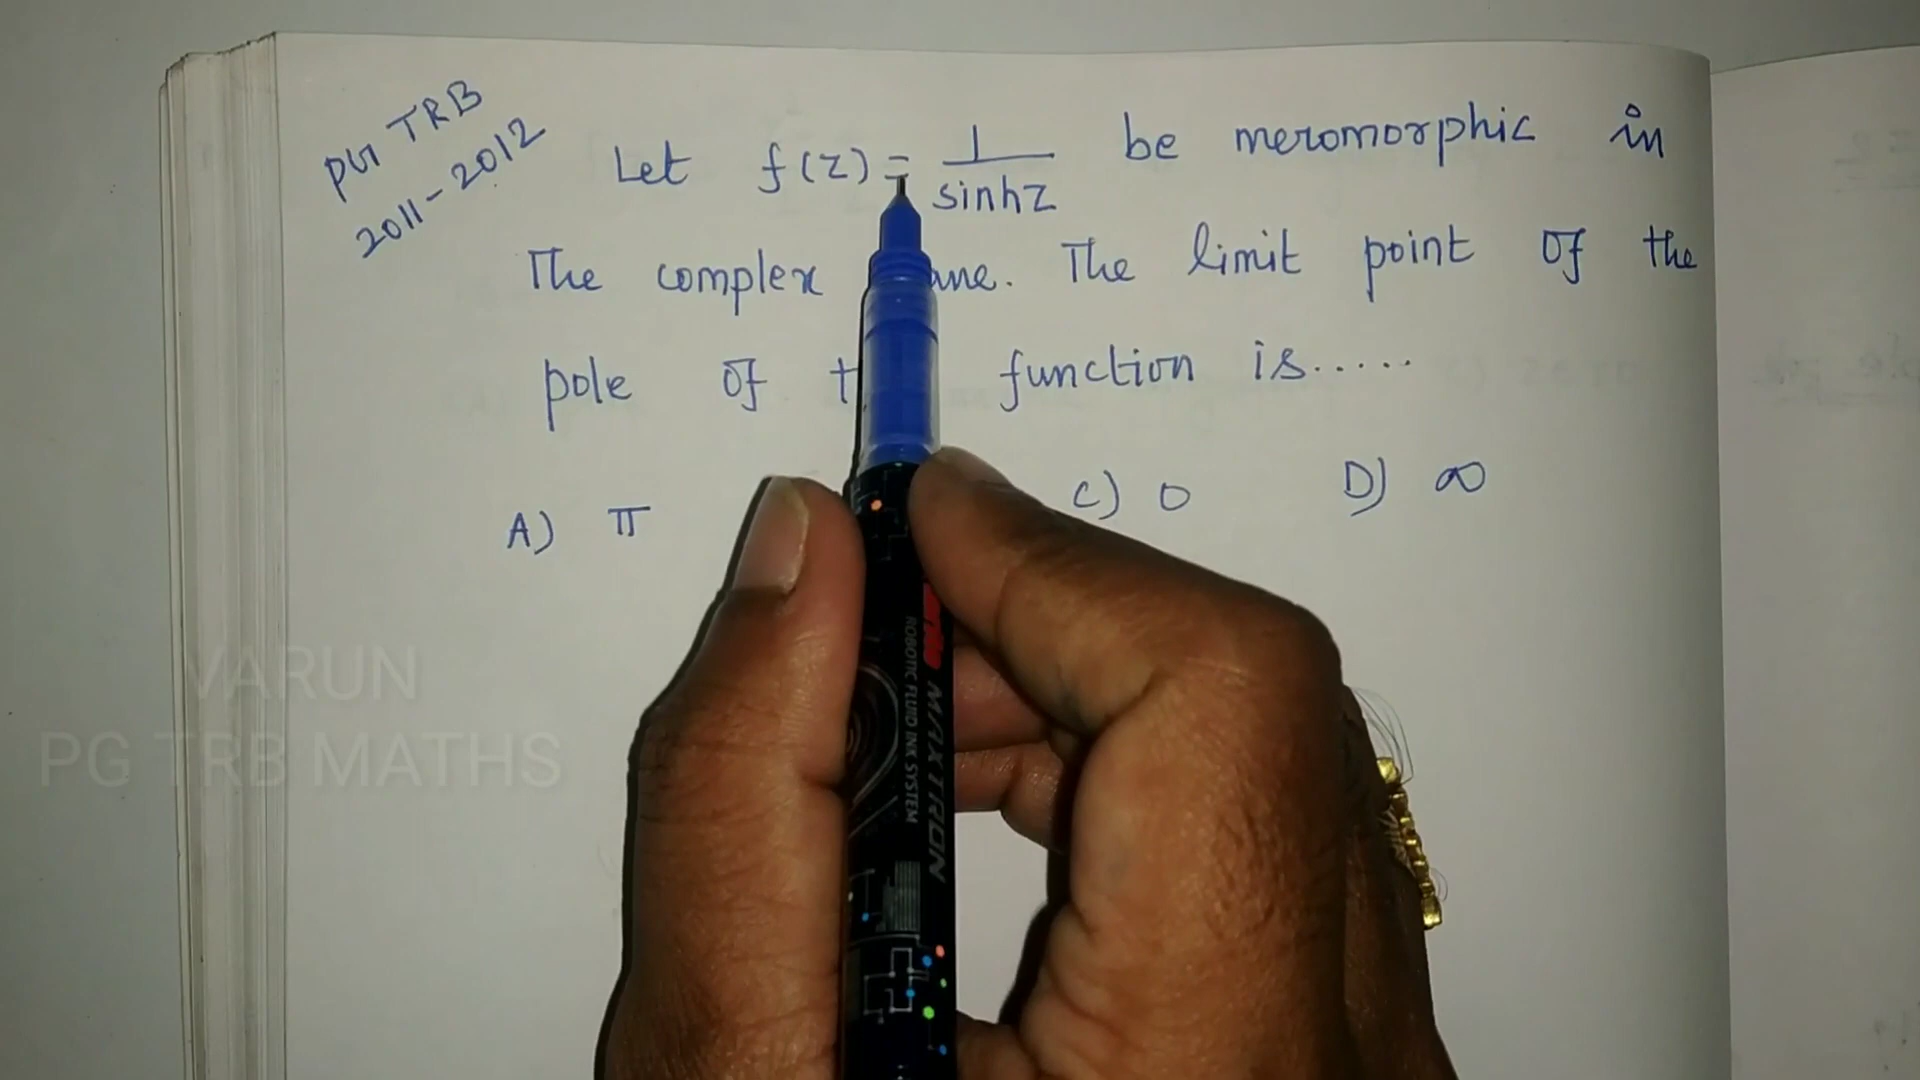 PG TRB
2011-2012
Let f(z) = 1/sinhz be meromorphic in
The complex ane. The limit point of the
pole of t function is.....
A) π C) 0 D) ∞
VARUN
PG TRB MATHS
ROBOTIC FLUID INK SYSTEM
MAXTRON